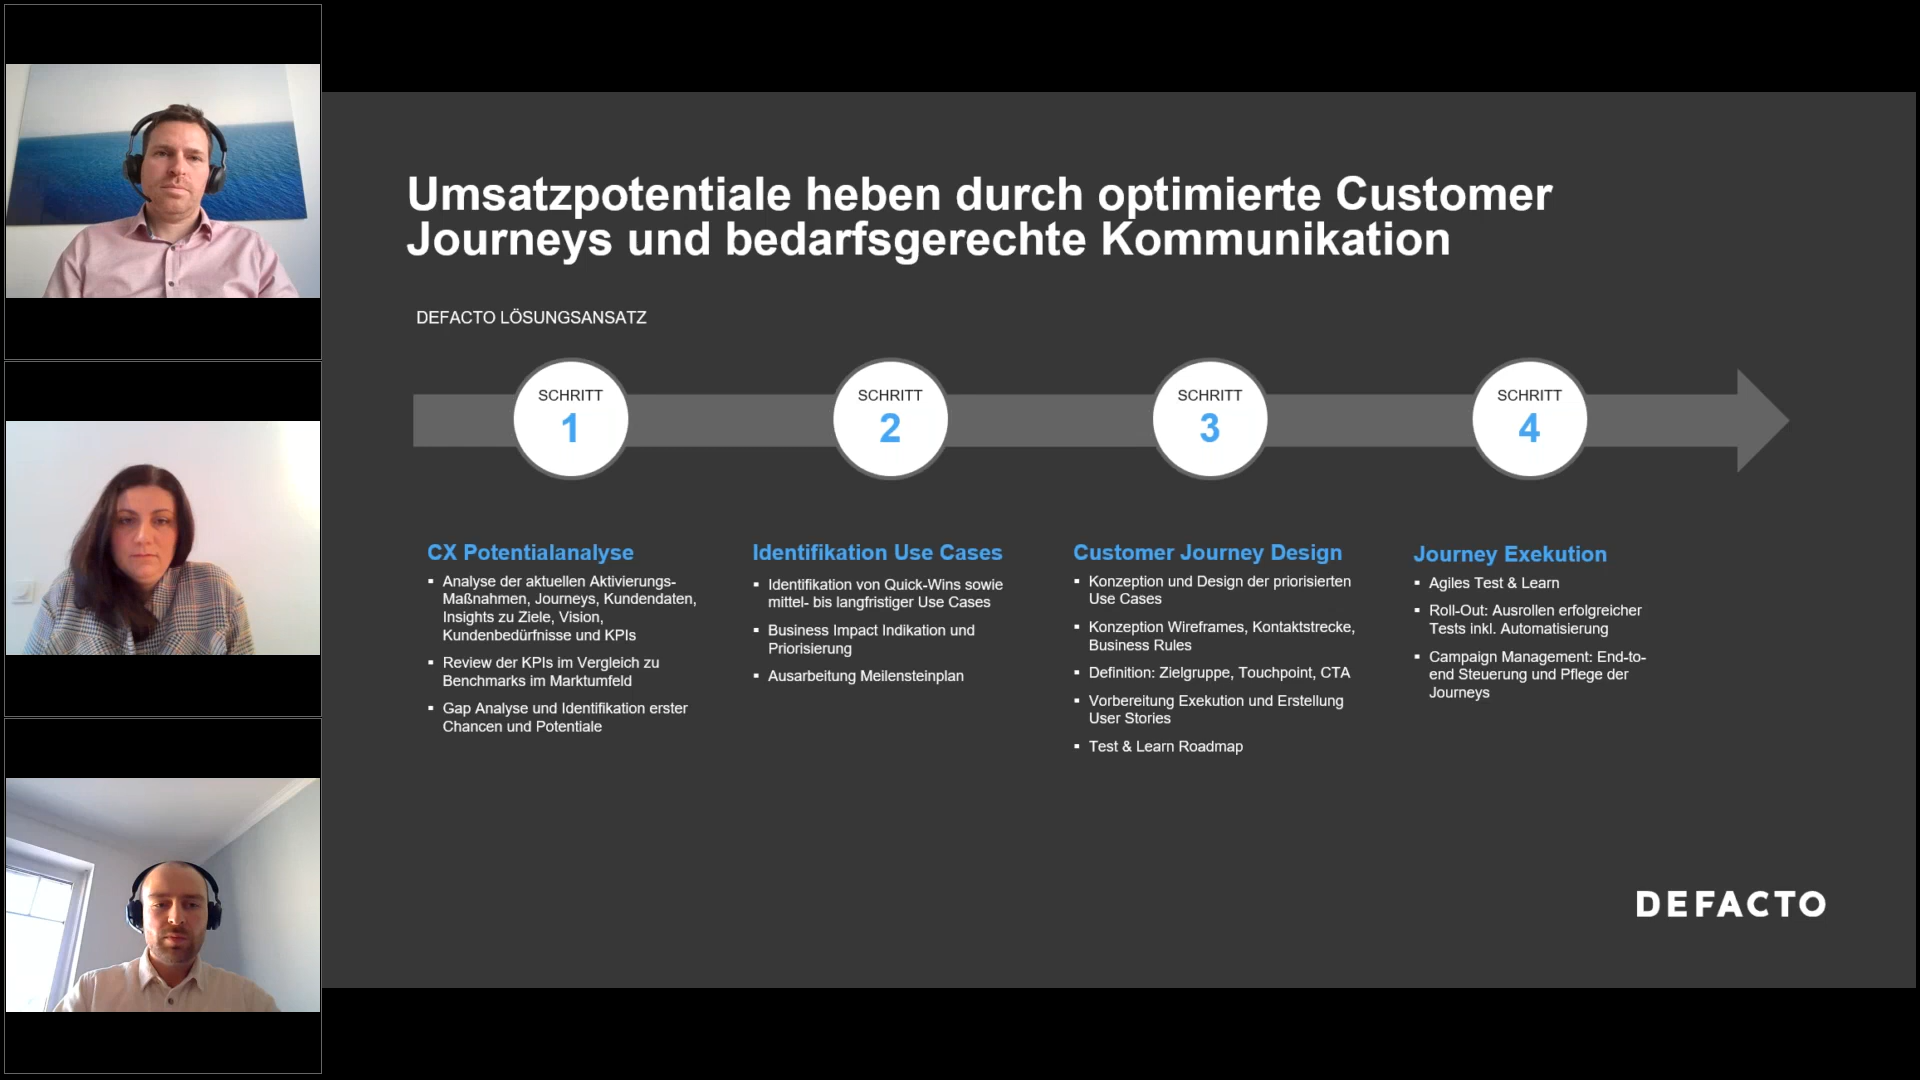 Umsatzpotentiale heben durch optimierte Customer
Journeys und bedarfsgerechte Kommunikation
DEFACTO LÖSUNGSANSATZ
SCHRITT
1
SCHRITT
2
SCHRITT
3
SCHRITT
4
CX Potentialanalyse
▪ Analyse der aktuellen Aktivierungs-
Maßnahmen, Journeys, Kundendaten,
Insights zu Ziele, Vision,
Kundenbedürfnisse und KPIs
▪ Review der KPIs im Vergleich zu
Benchmarks im Marktumfeld
▪ Gap Analyse und Identifikation erster
Chancen und Potentiale
Identifikation Use Cases
▪ Identifikation von Quick-Wins sowie
mittel- bis langfristiger Use Cases
▪ Business Impact Indikation und
Priorisierung
▪ Ausarbeitung Meilensteinplan
Customer Journey Design
▪ Konzeption und Design der priorisierten
Use Cases
▪ Konzeption Wireframes, Kontaktstrecke,
Business Rules
▪ Definition: Zielgruppe, Touchpoint, CTA
▪ Vorbereitung Exekution und Erstellung
User Stories
▪ Test & Learn Roadmap
Journey Exekution
▪ Agiles Test & Learn
▪ Roll-Out: Ausrollen erfolgreicher
Tests inkl. Automatisierung
▪ Campaign Management: End-to-
end Steuerung und Pflege der
Journeys
DEFACTO